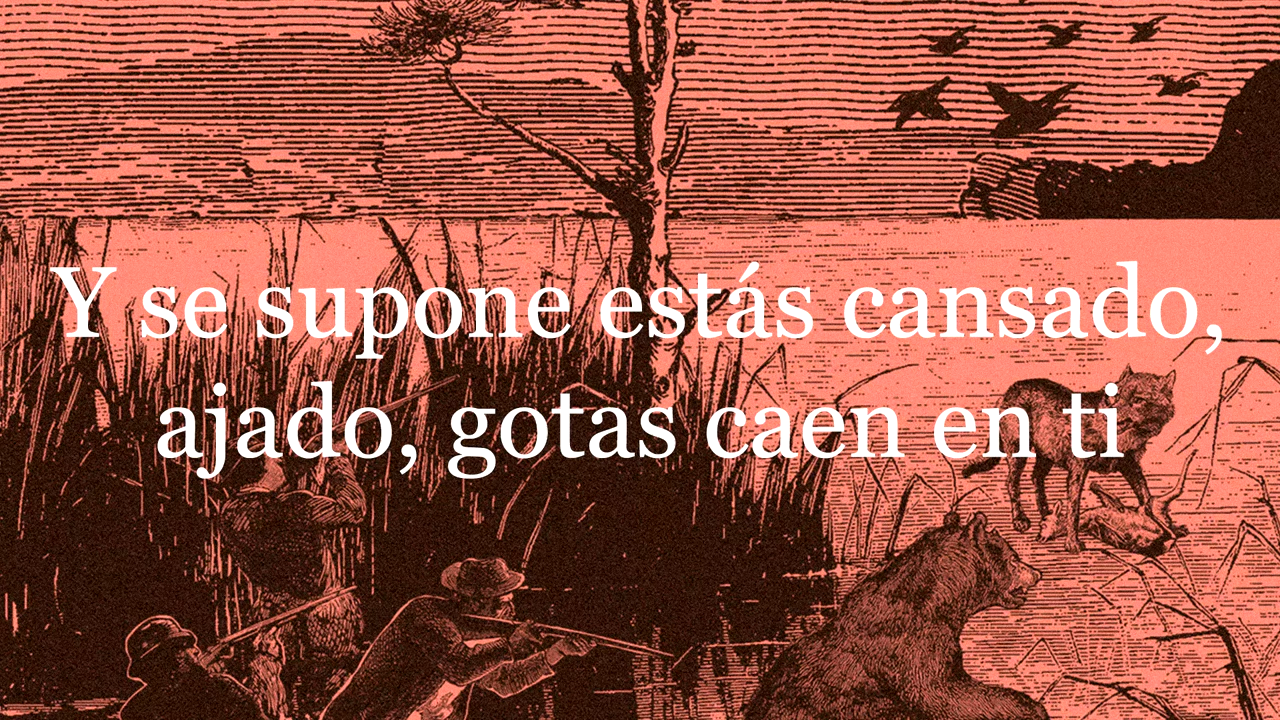 Y se supone estás cansado,
ajado, gotas caen en ti